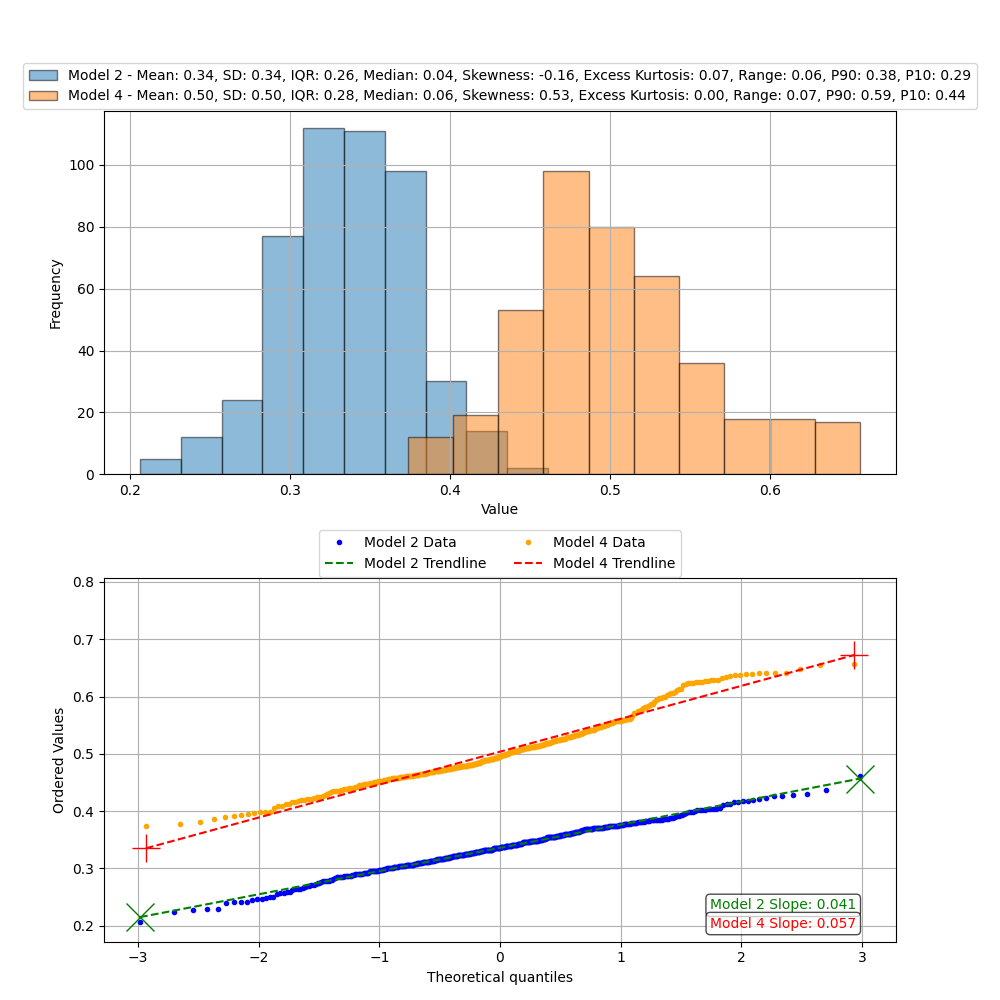 Model 2 - Mean: 0.34, SD: 0.34, IQR: 0.26, Median: 0.04, Skewness: -0.16, Excess Kurtosis: 0.07, Range: 0.06, P90: 0.38, P10: 0.29
Model 4 - Mean: 0.50, SD: 0.50, IQR: 0.28, Median: 0.06, Skewness: 0.53, Excess Kurtosis: 0.00, Range: 0.07, P90: 0.59, P10: 0.44
100
80
60
40
20
0
Frequency
0.2 0.3 0.4 0.5 0.6
Value
Model 2 Data Model 4 Data
Model 2 Trendline Model 4 Trendline
0.8
0.7
0.6
0.5
0.4
0.3
0.2
Ordered Values
Model 2 Slope: 0.041
Model 4 Slope: 0.057
−3 −2 −1 0 1 2 3
Theoretical quantiles